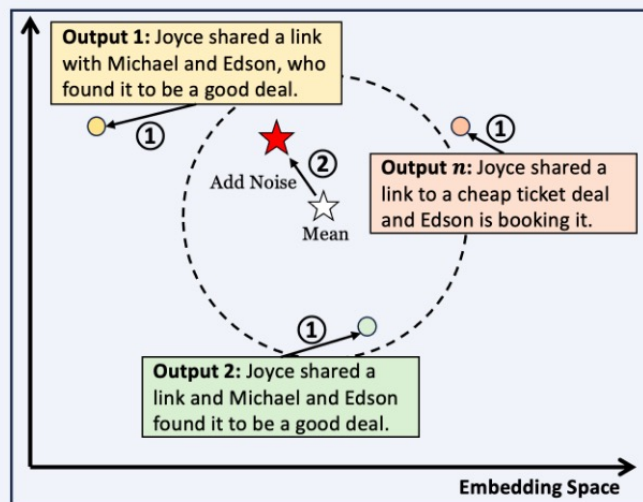 Output 1: Joyce shared a link
with Michael and Edson, who
found it to be a good deal.
①
①
②
Output n: Joyce shared a
link to a cheap ticket deal
and Edson is booking it.
Add Noise
Mean
①
Output 2: Joyce shared a
link and Michael and Edson
found it to be a good deal.
Embedding Space